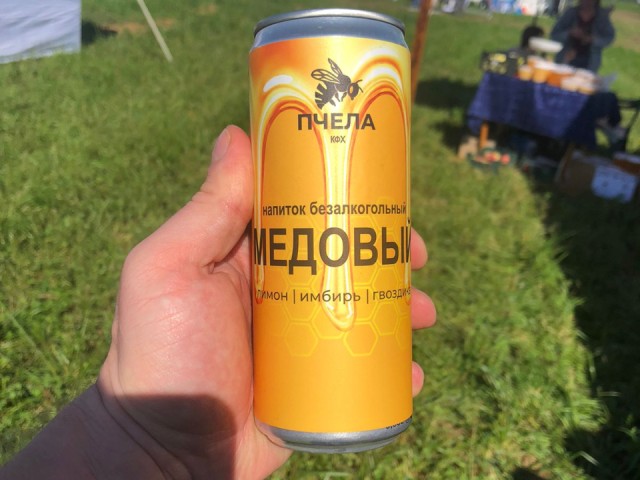 ПЧЕЛА
КФХ
напиток безалкогольный
МЕДОВЫЙ
лимон | имбирь | гвоздика